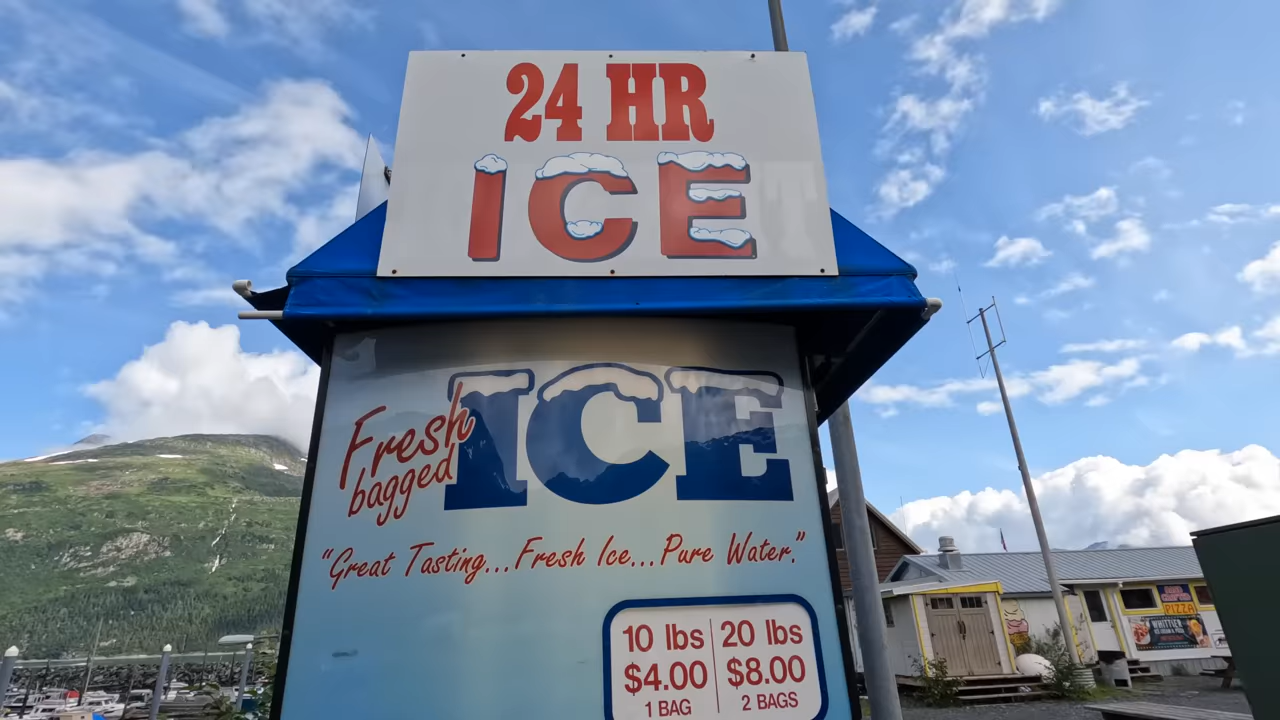 24 HR
ICE
Fresh
bagged
ICE
"Great Tasting...Fresh Ice...Pure Water."
10 lbs
$4.00
1 BAG
20 lbs
$8.00
2 BAGS
PIZZA
WHITTIER